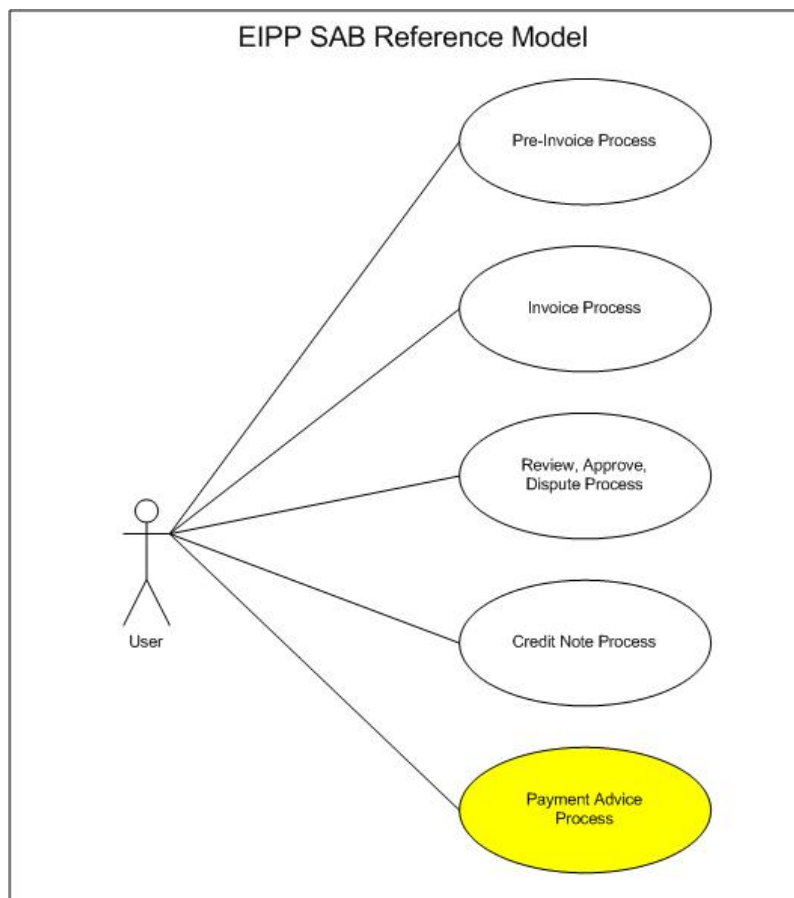 EIPP SAB Reference Model
Pre-Invoice Process
Invoice Process
Review, Approve,
Dispute Process
User
Credit Note Process
Payment Advice
Process